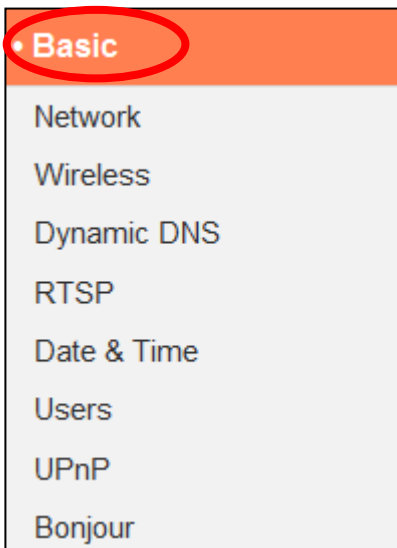 • Basic
Network
Wireless
Dynamic DNS
RTSP
Date & Time
Users
UPnP
Bonjour